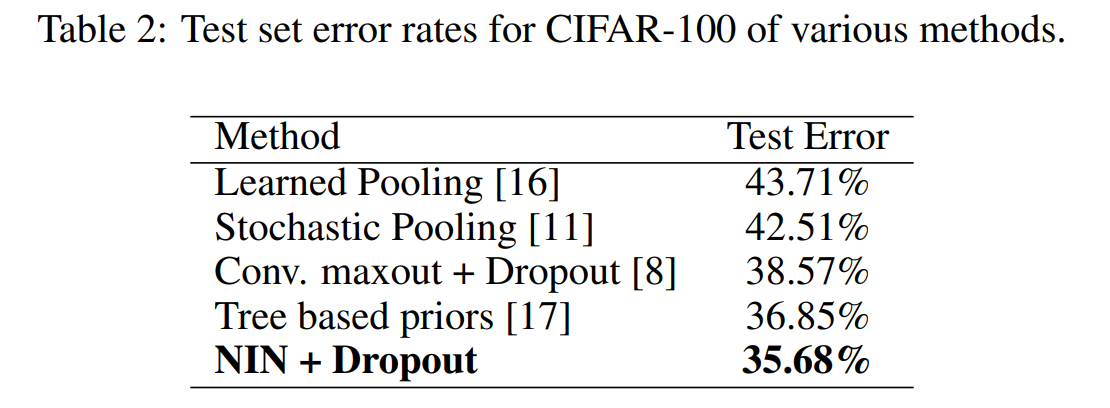 Table 2: Test set error rates for CIFAR-100 of various methods.
Method Test Error
Learned Pooling [16] 43.71%
Stochastic Pooling [11] 42.51%
Conv. maxout + Dropout [8] 38.57%
Tree based priors [17] 36.85%
NIN + Dropout 35.68%